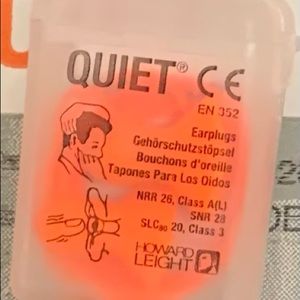 QUIET® CE
EN 352
Earplugs
Gehörschutzstöpsel
Bouchons d'oreille
Tapones Para Los Oidos
NRR 26, Class A(L)
SNR 28
SLC80 20, Class 3
HOWARD
LEIGHT